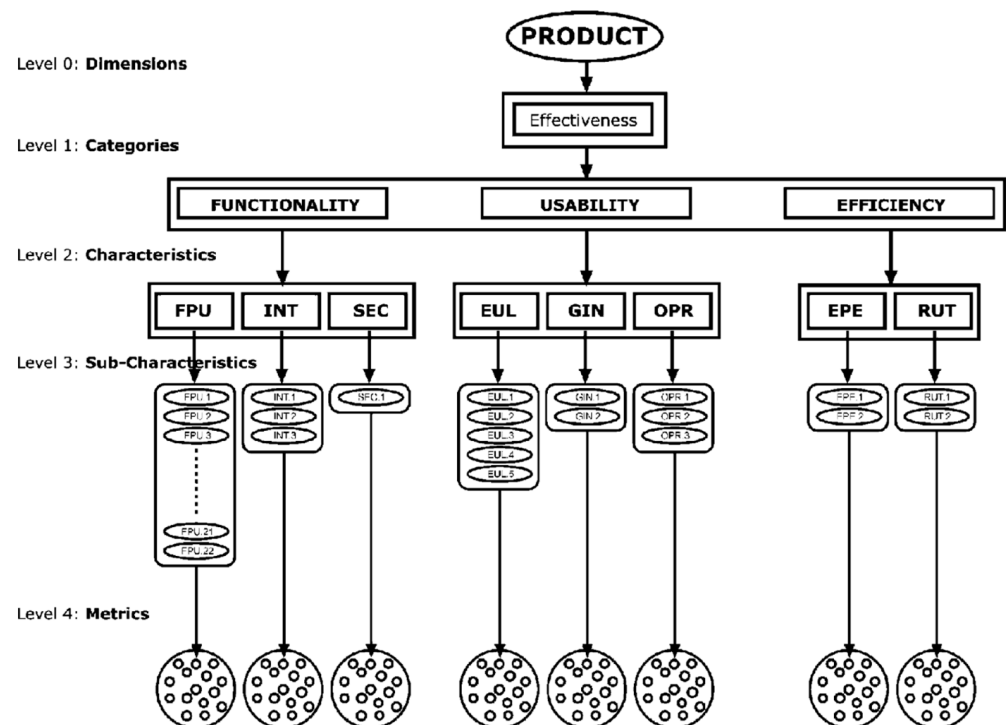 PRODUCT
Level 0: Dimensions
Effectiveness
Level 1: Categories
FUNCTIONALITY USABILITY EFFICIENCY
Level 2: Characteristics
FPU INT SEC EUL GIN OPR EPE RUT
Level 3: Sub-Characteristics
FPU.1 INT.1 SEC.1 EUL.1 GIN.1 OPR.1 EPE.1 RUT.1
FPU.2 INT.2 EUL.2 GIN.2 OPR.2 EPE.2 RUT.2
FPU.3 INT.3 EUL.3 OPR.3
EUL.4
EUL.5
FPU.21
FPU.22
Level 4: Metrics